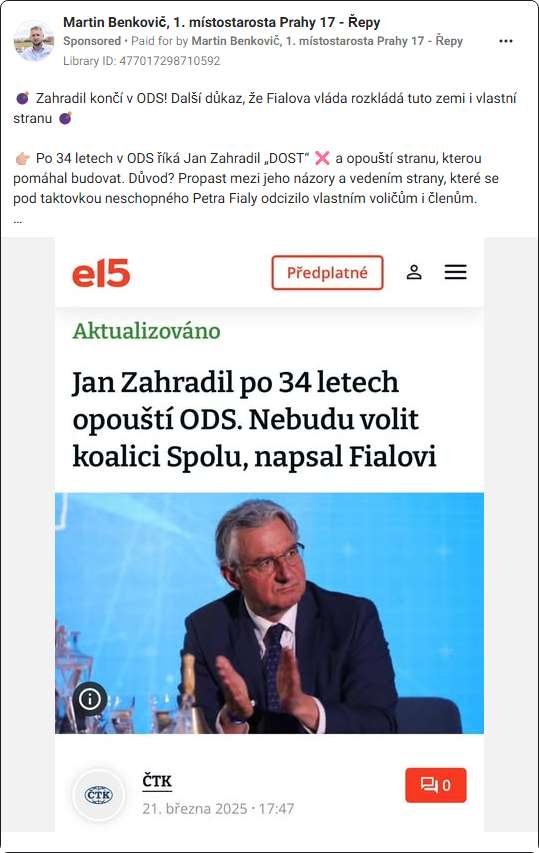 Martin Benkovič, 1. místostarosta Prahy 17 - Řepy
Sponsored • Paid for by Martin Benkovič, 1. místostarosta Prahy 17 - Řepy
Library ID: 477017298710592
💣 Zahradil končí v ODS! Další důkaz, že Fialova vláda rozkládá tuto zemi i vlastní
stranu 💣
👉🏼 Po 34 letech v ODS říká Jan Zahradil „DOST“ ❌ a opouští stranu, kterou
pomáhal budovat. Důvod? Propast mezi jeho názory a vedením strany, které se
pod taktovkou neschopného Petra Fialy odcizilo vlastním voličům i členům.
...
e15
Předplatné
Aktualizováno
Jan Zahradil po 34 letech
opouští ODS. Nebudu volit
koalici Spolu, napsal Fialovi
ČTK
ČTK
21. března 2025 • 17:47
0